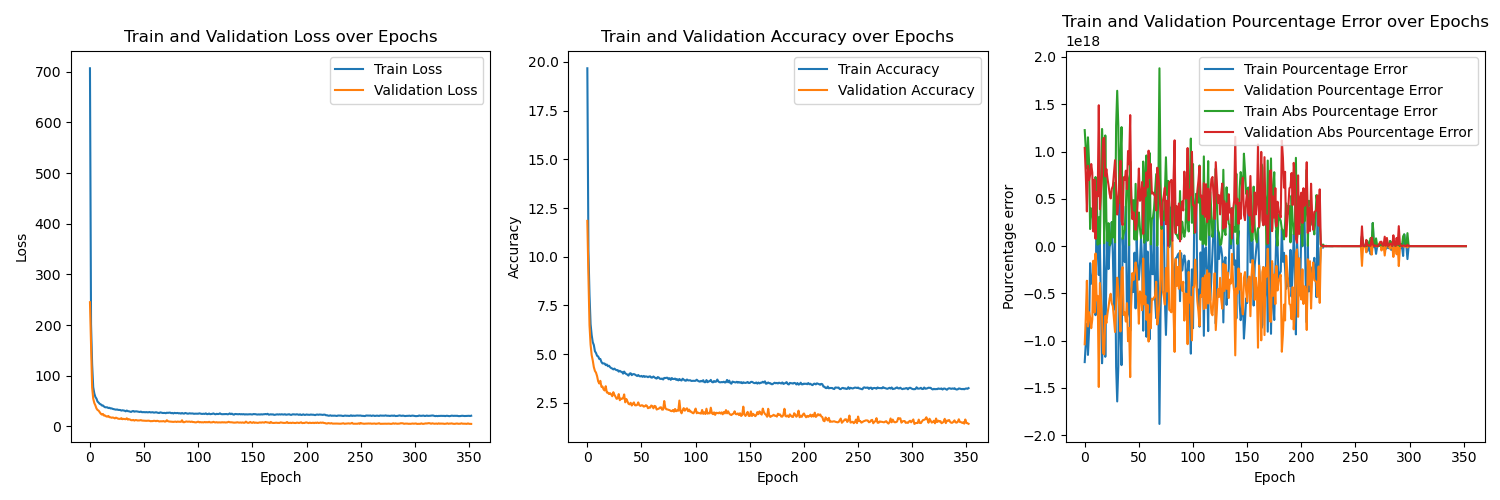 Train and Validation Loss over Epochs
Train Loss
Validation Loss
Loss
700
600
500
400
300
200
100
0
0 50 100 150 200 250 300 350
Epoch
Train and Validation Accuracy over Epochs
Train Accuracy
Validation Accuracy
Accuracy
20.0
17.5
15.0
12.5
10.0
7.5
5.0
2.5
0 50 100 150 200 250 300 350
Epoch
Train and Validation Pourcentage Error over Epochs
1e18
Train Pourcentage Error
Validation Pourcentage Error
Train Abs Pourcentage Error
Validation Abs Pourcentage Error
Pourcentage error
2.0
1.5
1.0
0.5
0.0
−0.5
−1.0
−1.5
−2.0
0 50 100 150 200 250 300 350
Epoch